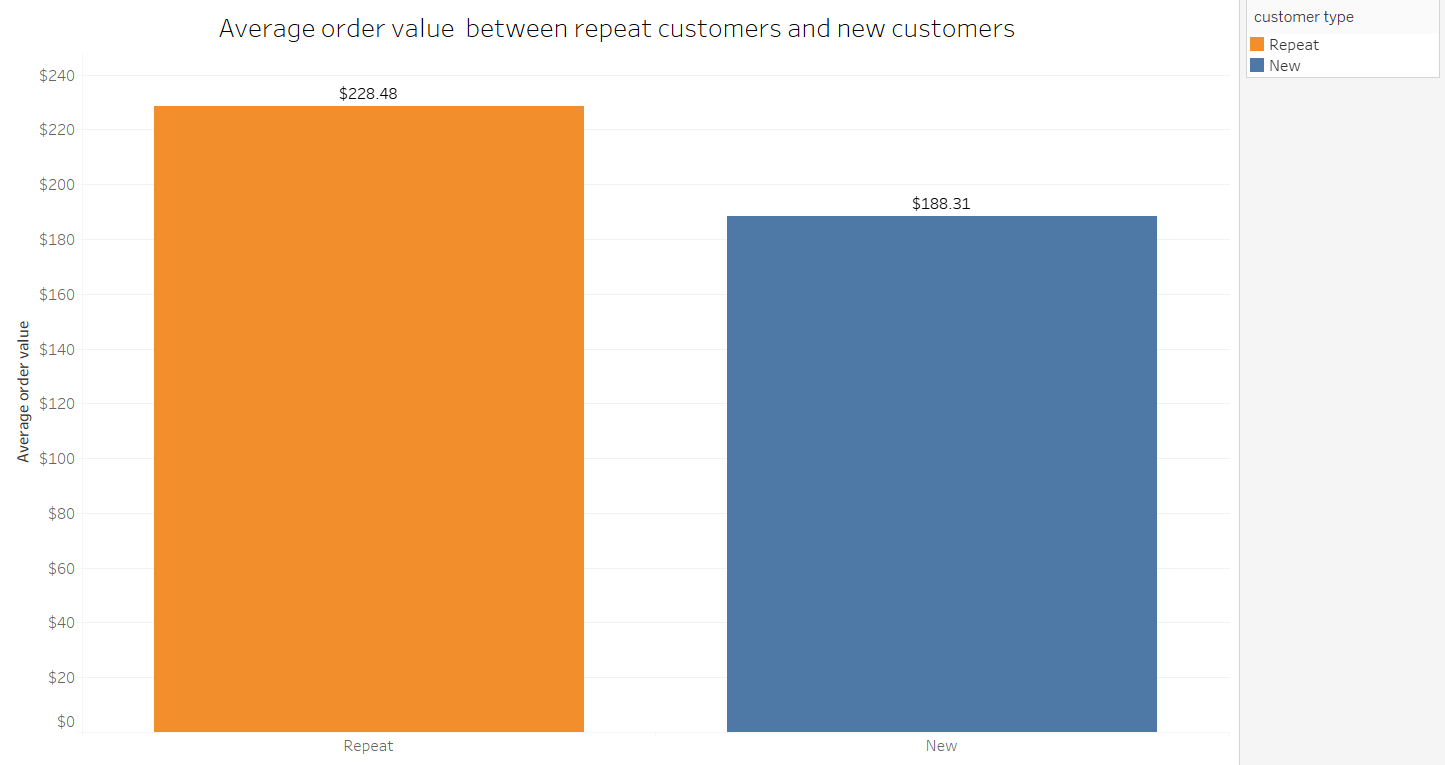 Average order value  between repeat customers and new customers
customer type
Repeat
New
Average order value
$240
$220
$200
$180
$160
$140
$120
$100
$80
$60
$40
$20
$0
$228.48
$188.31
Repeat
New